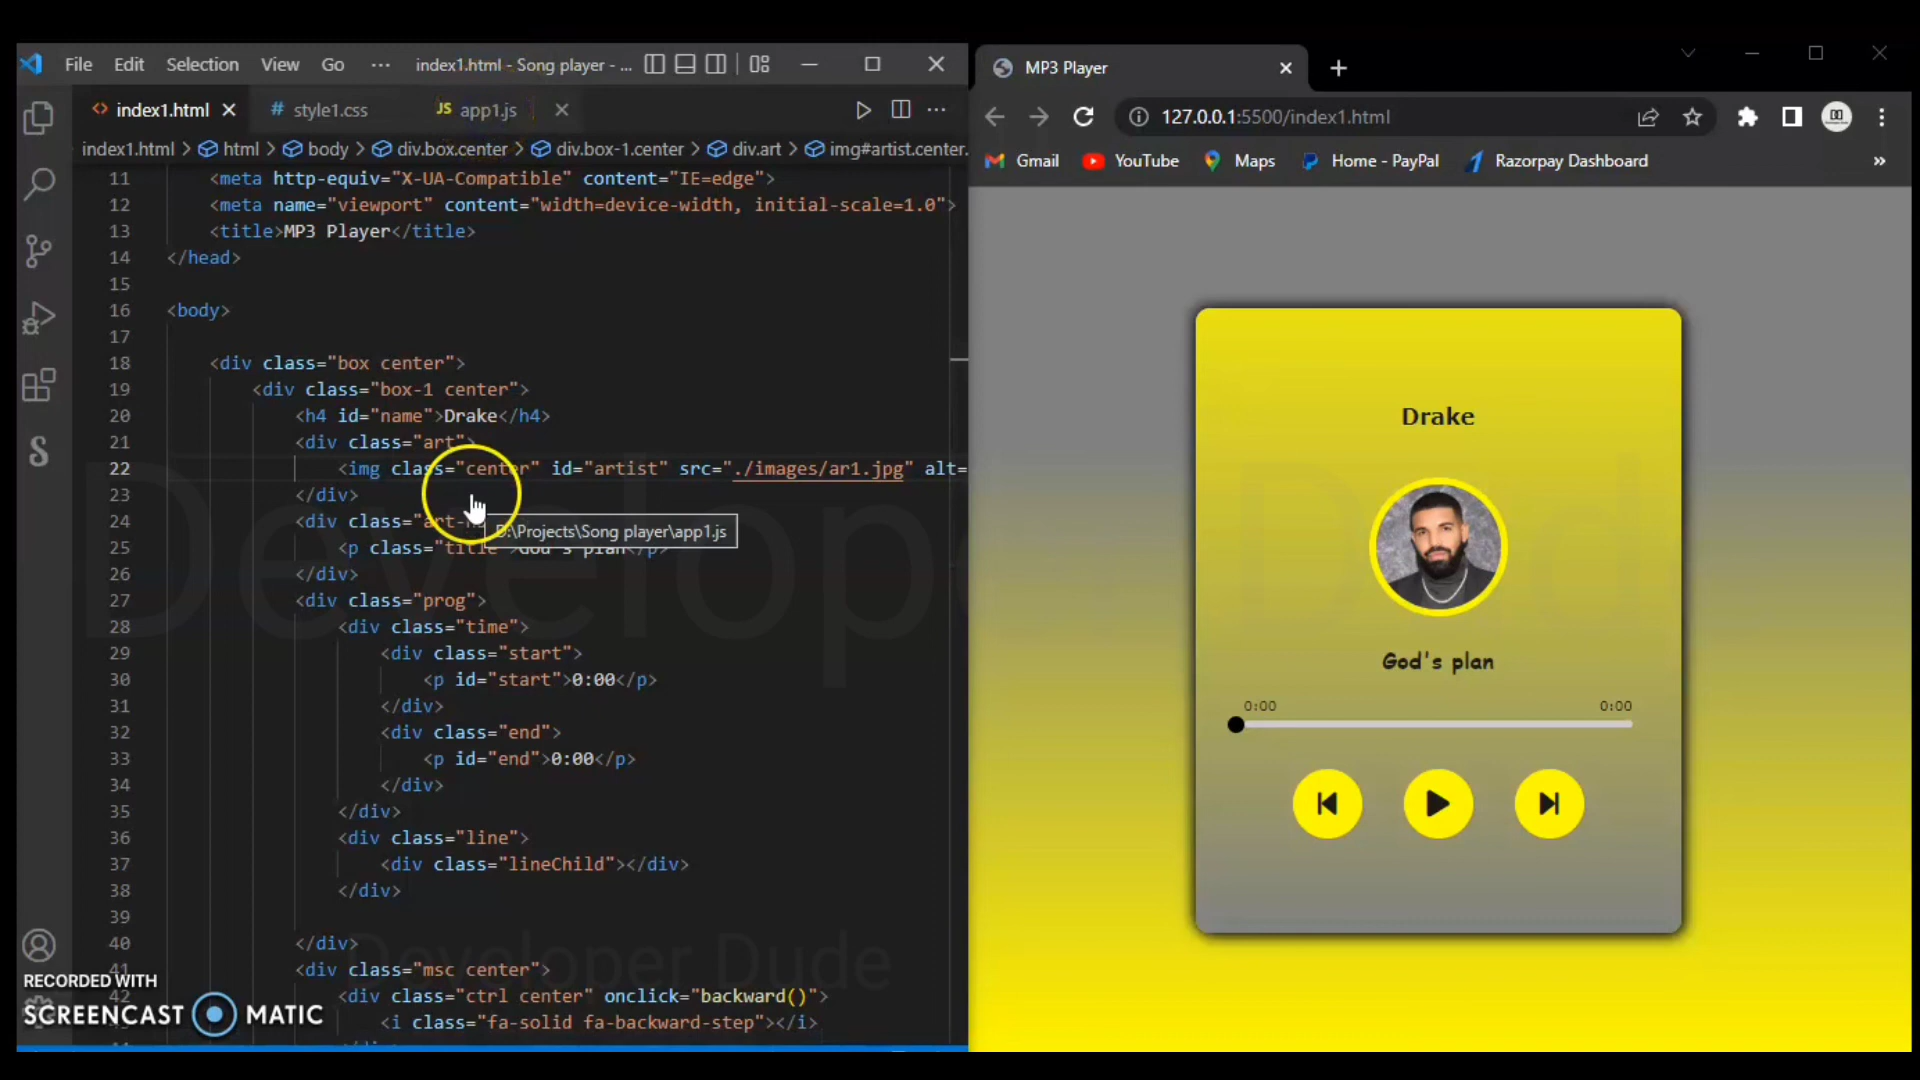 File Edit Selection View Go ··· index1.html - Song player - ...
index1.html style1.css JS app1.js
index1.html > html > body > div.box.center > div.box-1.center > div.art > img#artist.center.
11 <meta http-equiv="X-UA-Compatible" content="IE=edge">
12 <meta name="viewport" content="width=device-width, initial-scale=1.0">
13 <title>MP3 Player</title>
14 </head>
15
16 <body>
17
18 <div class="box center">
19 <div class="box-1 center">
20 <h4 id="name">Drake</h4>
21 <div class="art">
22 <img class="center" id="artist" src="./images/ar1.jpg" alt=
23 </div>
24 <div class="art-
D:\Projects\Song player\app1.js
25 <p class="title">God's plan</p>
26 </div>
27 <div class="prog">
28 <div class="time">
29 <div class="start">
30 <p id="start">0:00</p>
31 </div>
32 <div class="end">
33 <p id="end">0:00</p>
34 </div>
35 </div>
36 <div class="line">
37 <div class="lineChild"></div>
38 </div>
39
40 </div>
41 <div class="msc center">
42 <div class="ctrl center" onclick="backward()">
<i class="fa-solid fa-backward-step"></i>
Developer Dude
Developer Dude
RECORDED WITH
SCREENCAST MATIC
MP3 Player
127.0.0.1:5500/index1.html
Gmail YouTube Maps Home - PayPal Razorpay Dashboard »
Drake
God's plan
0:00 0:00